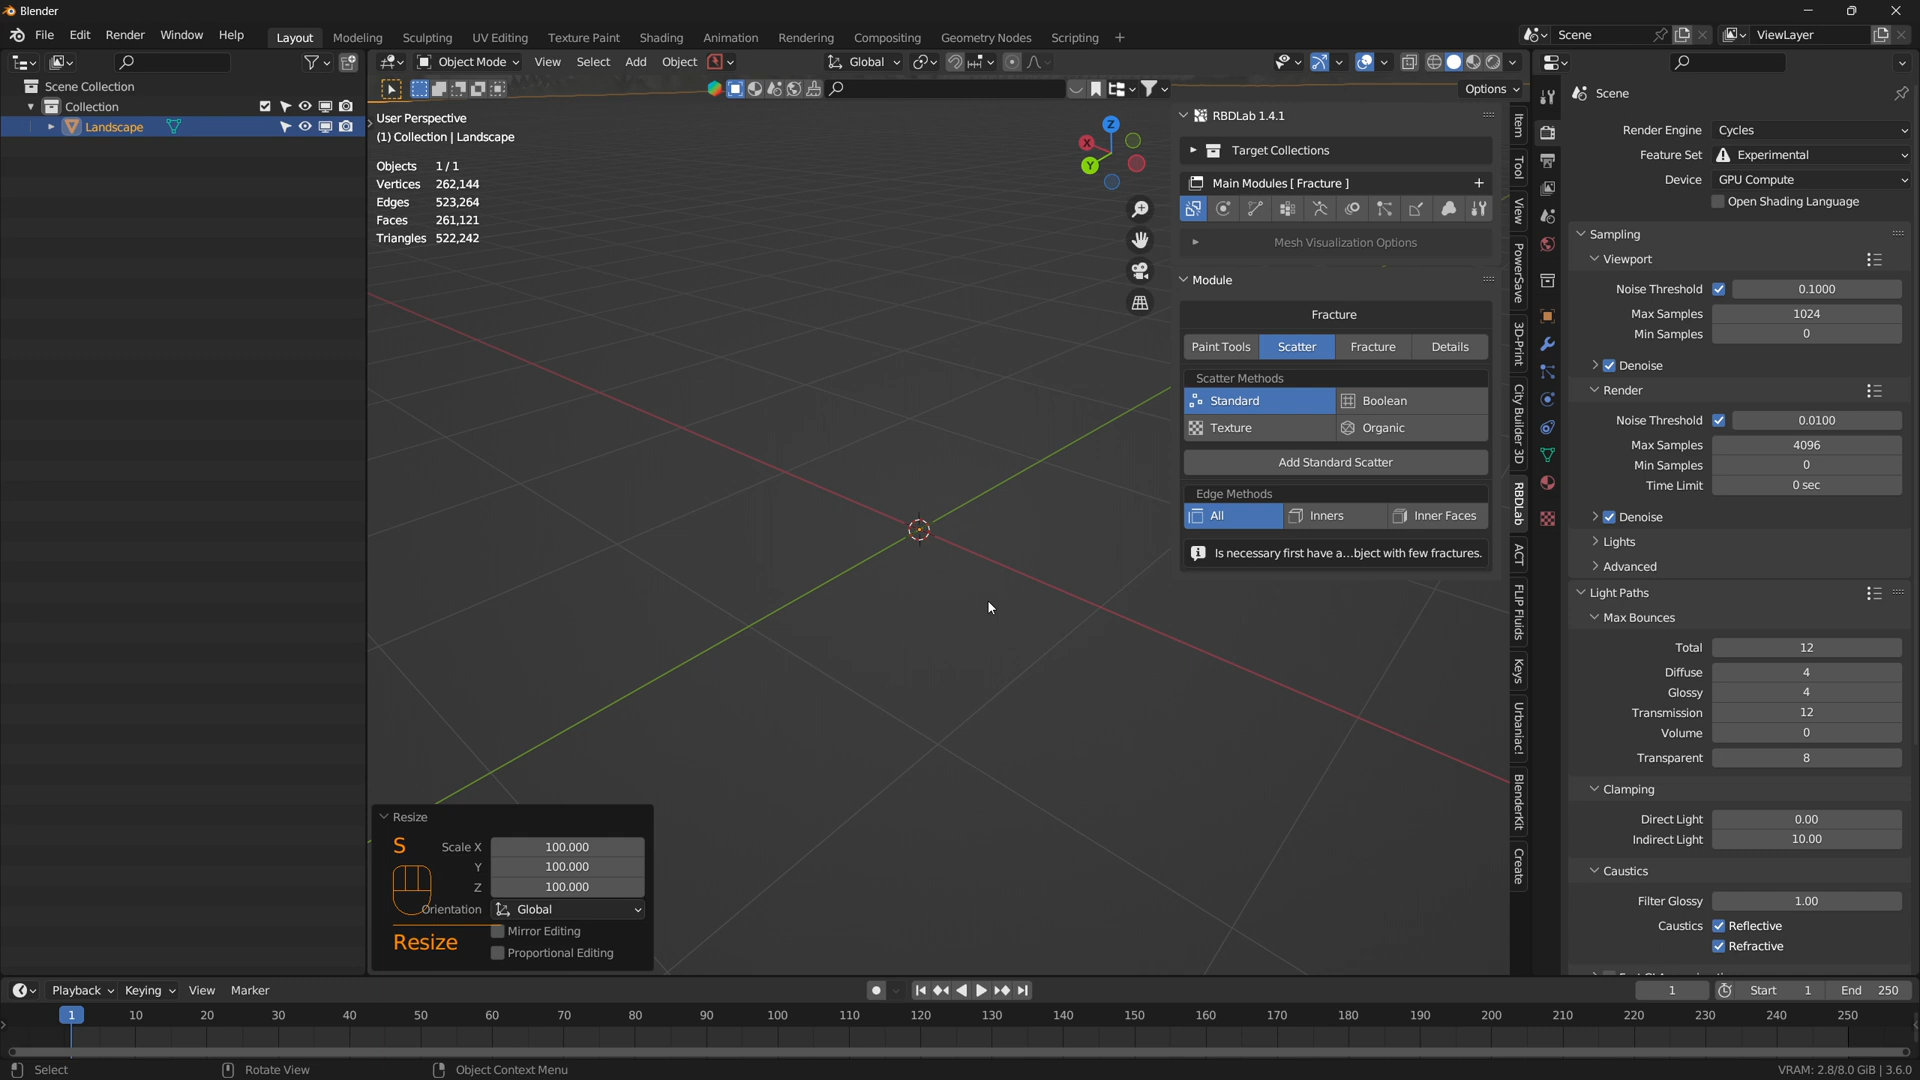 Blender
File Edit Render Window Help
Layout Modeling Sculpting UV Editing Texture Paint Shading Animation Rendering Compositing Geometry Nodes Scripting +
Scene
ViewLayer
Object Mode View Select Add Object
Global
Options
Scene Collection
Collection
Landscape
User Perspective
(1) Collection | Landscape
Objects 1 / 1
Vertices 262,144
Edges 523,264
Faces 261,121
Triangles 522,242
Z
X
Y
RBDLab 1.4.1
Target Collections
Main Modules [ Fracture ] +
Mesh Visualization Options
Module
Fracture
Paint Tools Scatter Fracture Details
Scatter Methods
Standard Boolean
Texture Organic
Add Standard Scatter
Edge Methods
All Inners Inner Faces
Is necessary first have a...bject with few fractures.
Item
Tool
View
PowerSave
3D-Print
City Builder 3D
RBDLab
ACT
FLIP Fluids
Keys
Urbaniac!
BlenderKit
Create
Scene
Render Engine Cycles
Feature Set Experimental
Device GPU Compute
Open Shading Language
Sampling
Viewport
Noise Threshold 0.1000
Max Samples 1024
Min Samples 0
Denoise
Render
Noise Threshold 0.0100
Max Samples 4096
Min Samples 0
Time Limit 0 sec
Denoise
Lights
Advanced
Light Paths
Max Bounces
Total 12
Diffuse 4
Glossy 4
Transmission 12
Volume 0
Transparent 8
Clamping
Direct Light 0.00
Indirect Light 10.00
Caustics
Filter Glossy 1.00
Caustics Reflective
Refractive
Resize
S
Scale X 100.000
Y 100.000
Z 100.000
Orientation Global
Mirror Editing
Resize
Proportional Editing
Playback Keying View Marker
1 Start 1 End 250
1 10 20 30 40 50 60 70 80 90 100 110 120 130 140 150 160 170 180 190 200 210 220 230 240 250
Select Rotate View Object Context Menu
VRAM: 2.8/8.0 GiB | 3.6.0